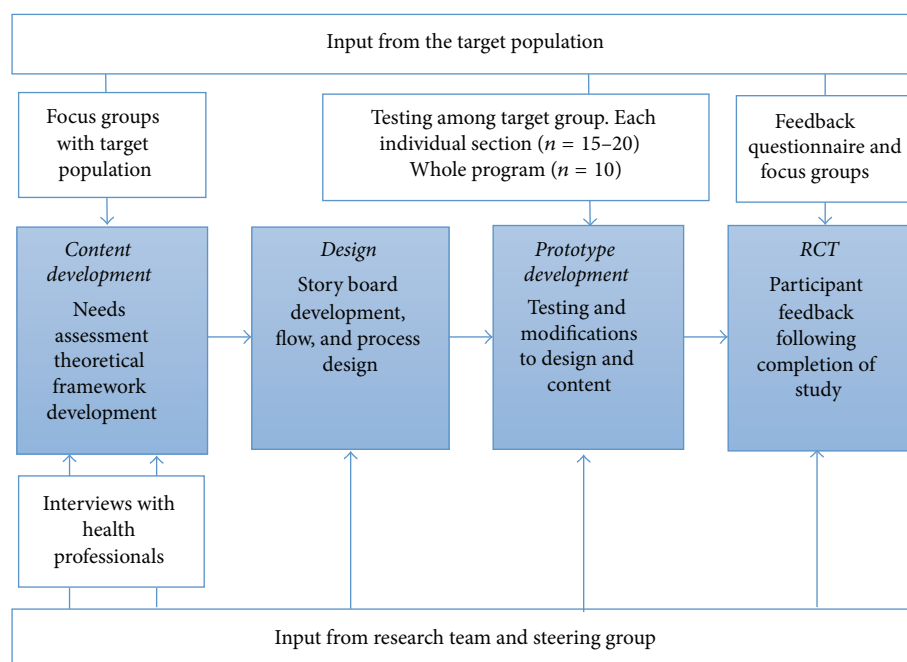 Input from the target population
Focus groups
with target
population
Testing among target group. Each
individual section (n = 15–20)
Whole program (n = 10)
Feedback
questionnaire and
focus groups
Content
development
Needs
assessment
theoretical
framework
development
Design
Story board
development,
flow, and process
design
Prototype
development
Testing and
modifications
to design and
content
RCT
Participant
feedback
following
completion of
study
Interviews with
health
professionals
Input from research team and steering group